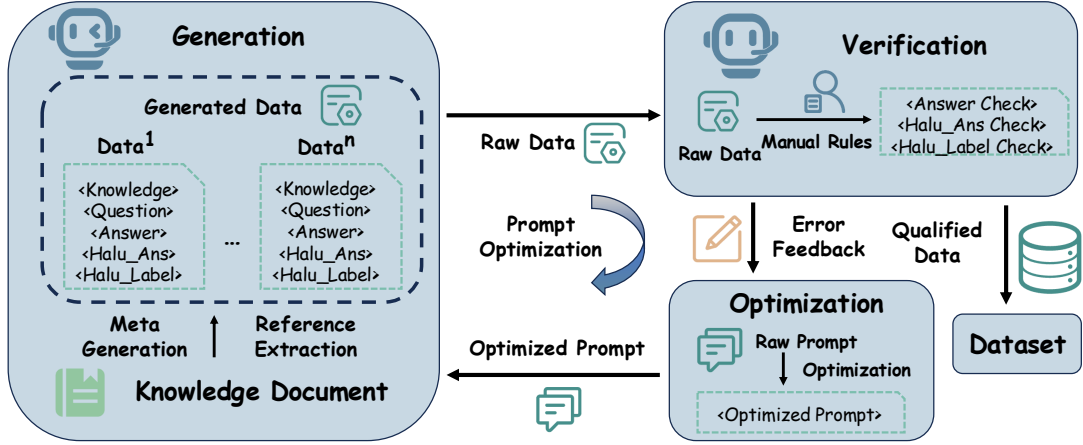 Generation
Generated Data
Data1
Datan
<Knowledge>
<Question>
<Answer>
<Halu_Ans>
<Halu_Label>
...
<Knowledge>
<Question>
<Answer>
<Halu_Ans>
<Halu_Label>
Meta
Generation
Reference
Extraction
Knowledge Document
Raw Data
Prompt
Optimization
Optimized Prompt
Verification
Raw Data
Manual Rules
<Answer Check>
<Halu_Ans Check>
<Halu_Label Check>
Error
Feedback
Qualified
Data
Optimization
Raw Prompt
Optimization
<Optimized Prompt>
Dataset